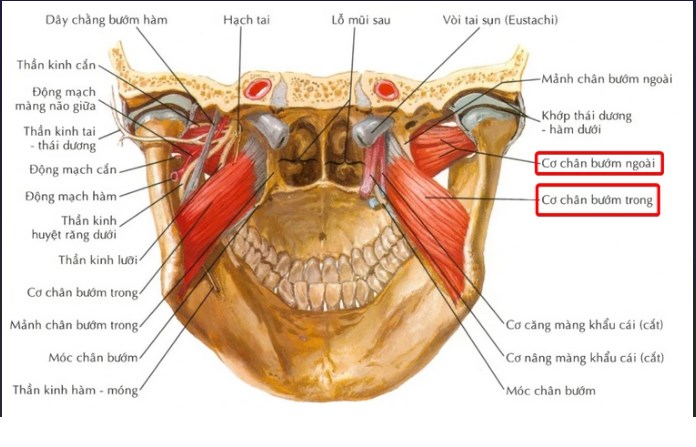 Dây chằng bướm hàm
Hạch tai
Lỗ mũi sau
Vòi tai sụn (Eustachi)
Thần kinh cắn
Động mạch
màng não giữa
Thần kinh tai
- thái dương
Động mạch cắn
Động mạch hàm
Thần kinh
huyệt răng dưới
Thần kinh lưỡi
Cơ chân bướm trong
Mảnh chân bướm trong
Móc chân bướm
Thần kinh hàm - móng
Mảnh chân bướm ngoài
Khớp thái dương
- hàm dưới
Cơ chân bướm ngoài
Cơ chân bướm trong
Cơ căng màng khẩu cái (cắt)
Cơ nâng màng khẩu cái (cắt)
Móc chân bướm